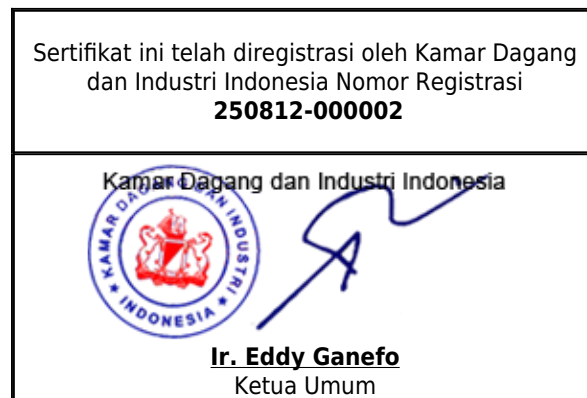 Sertifikat ini telah diregistrasi oleh Kamar Dagang
dan Industri Indonesia Nomor Registrasi
250812-000002
Kamar Dagang dan Industri Indonesia
KAMAR DAGANG DAN INDUSTRI
INDONESIA
Ir. Eddy Ganefo
Ketua Umum